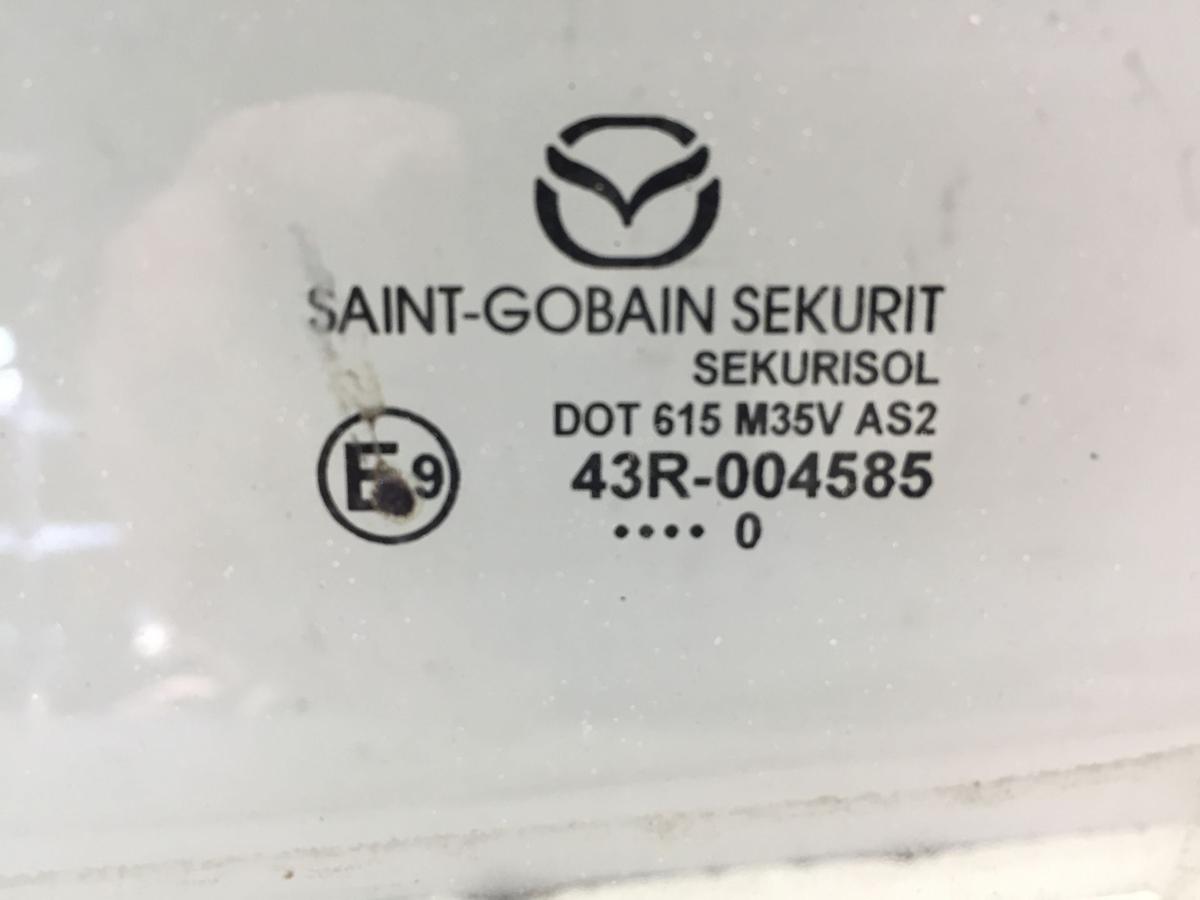 SAINT-GOBAIN SEKURIT
SEKURISOL
DOT 615 M35V AS2
E9
43R-004585
•••• 0